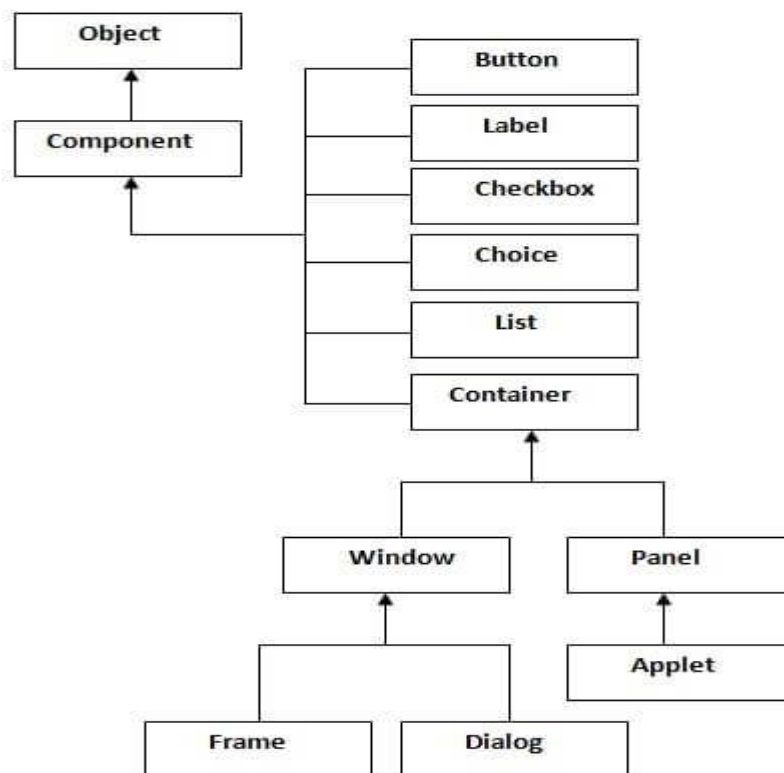 Object
Component
Button
Label
Checkbox
Choice
List
Container
Window
Panel
Applet
Frame
Dialog